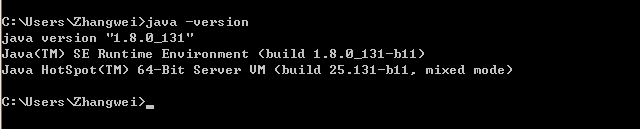 C:\Users\Zhangwei>java -version
java version "1.8.0_131"
Java(TM) SE Runtime Environment (build 1.8.0_131-b11)
Java HotSpot(TM) 64-Bit Server VM (build 25.131-b11, mixed mode)
C:\Users\Zhangwei>_